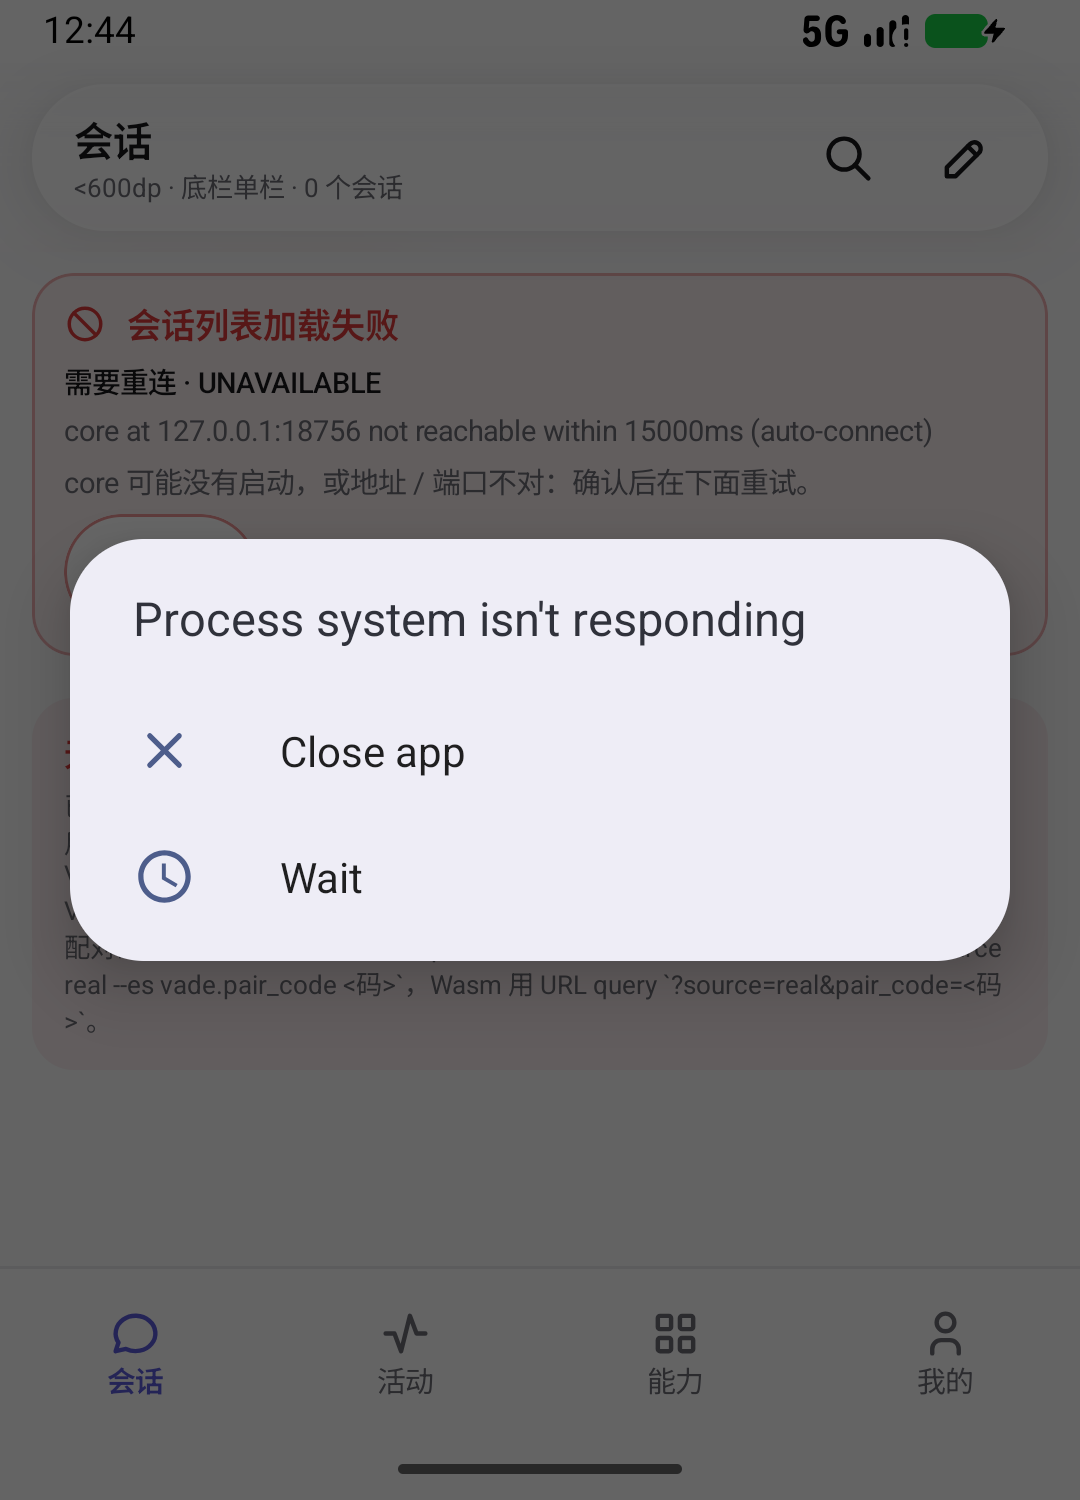 12:44
5G
会话
<600dp · 底栏单栏 · 0 个会话
会话列表加载失败
需要重连 · UNAVAILABLE
core at 127.0.0.1:18756 not reachable within 15000ms (auto-connect)
core 可能没有启动，或地址 / 端口不对：确认后在下面重试。
Process system isn't responding
Close app
Wait
real --es vade.pair_code <码>`，Wasm 用 URL query `?source=real&pair_code=<码
>`。
会话
活动
能力
我的